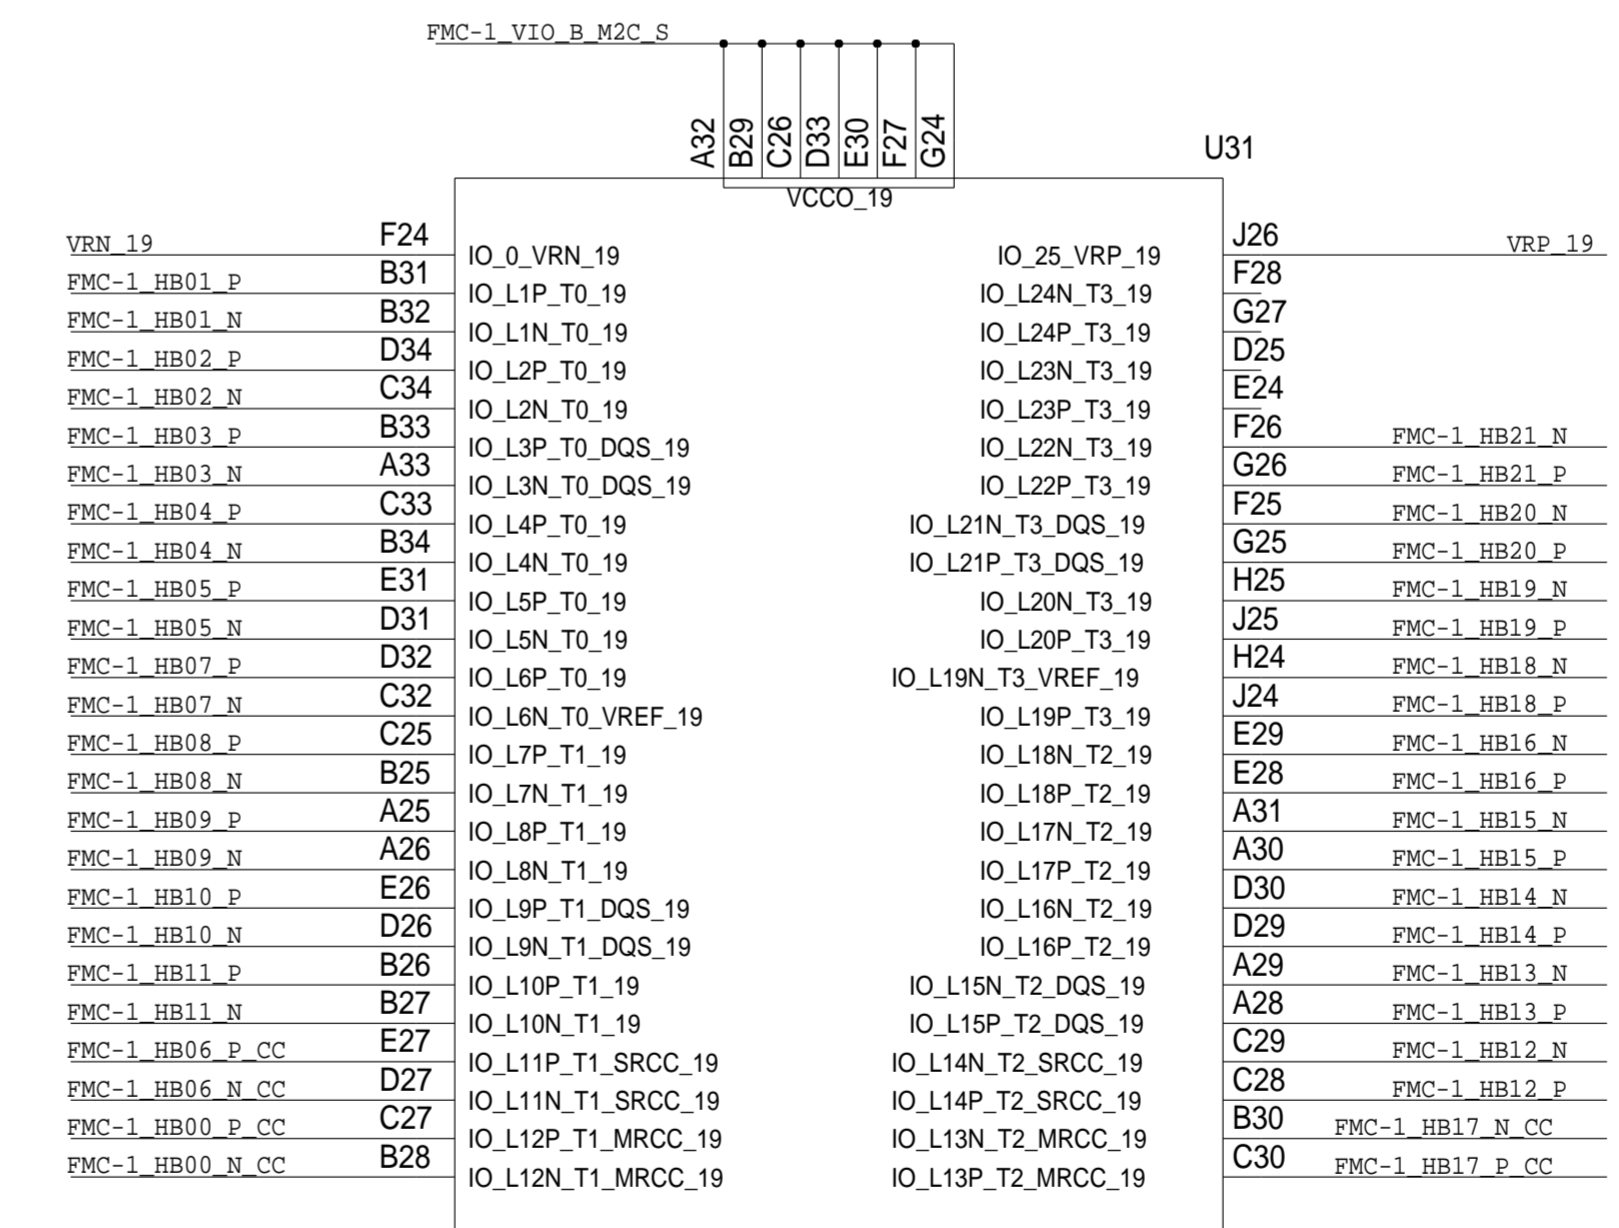 FMC-1_VIO_B_M2C_S
A32 B29 C26 D33 E30 F27 G24
U31
VCCO_19
VRN_19 F24 IO_0_VRN_19 IO_25_VRP_19 J26 VRP_19
FMC-1_HB01_P B31 IO_L1P_T0_19 IO_L24N_T3_19 F28
FMC-1_HB01_N B32 IO_L1N_T0_19 IO_L24P_T3_19 G27
FMC-1_HB02_P D34 IO_L2P_T0_19 IO_L23N_T3_19 D25
FMC-1_HB02_N C34 IO_L2N_T0_19 IO_L23P_T3_19 E24
FMC-1_HB03_P B33 IO_L3P_T0_DQS_19 IO_L22N_T3_19 F26 FMC-1_HB21_N
FMC-1_HB03_N A33 IO_L3N_T0_DQS_19 IO_L22P_T3_19 G26 FMC-1_HB21_P
FMC-1_HB04_P C33 IO_L4P_T0_19 IO_L21N_T3_DQS_19 F25 FMC-1_HB20_N
FMC-1_HB04_N B34 IO_L4N_T0_19 IO_L21P_T3_DQS_19 G25 FMC-1_HB20_P
FMC-1_HB05_P E31 IO_L5P_T0_19 IO_L20N_T3_19 H25 FMC-1_HB19_N
FMC-1_HB05_N D31 IO_L5N_T0_19 IO_L20P_T3_19 J25 FMC-1_HB19_P
FMC-1_HB07_P D32 IO_L6P_T0_19 IO_L19N_T3_VREF_19 H24 FMC-1_HB18_N
FMC-1_HB07_N C32 IO_L6N_T0_VREF_19 IO_L19P_T3_19 J24 FMC-1_HB18_P
FMC-1_HB08_P C25 IO_L7P_T1_19 IO_L18N_T2_19 E29 FMC-1_HB16_N
FMC-1_HB08_N B25 IO_L7N_T1_19 IO_L18P_T2_19 E28 FMC-1_HB16_P
FMC-1_HB09_P A25 IO_L8P_T1_19 IO_L17N_T2_19 A31 FMC-1_HB15_N
FMC-1_HB09_N A26 IO_L8N_T1_19 IO_L17P_T2_19 A30 FMC-1_HB15_P
FMC-1_HB10_P E26 IO_L9P_T1_DQS_19 IO_L16N_T2_19 D30 FMC-1_HB14_N
FMC-1_HB10_N D26 IO_L9N_T1_DQS_19 IO_L16P_T2_19 D29 FMC-1_HB14_P
FMC-1_HB11_P B26 IO_L10P_T1_19 IO_L15N_T2_DQS_19 A29 FMC-1_HB13_N
FMC-1_HB11_N B27 IO_L10N_T1_19 IO_L15P_T2_DQS_19 A28 FMC-1_HB13_P
FMC-1_HB06_P_CC E27 IO_L11P_T1_SRCC_19 IO_L14N_T2_SRCC_19 C29 FMC-1_HB12_N
FMC-1_HB06_N_CC D27 IO_L11N_T1_SRCC_19 IO_L14P_T2_SRCC_19 C28 FMC-1_HB12_P
FMC-1_HB00_P_CC C27 IO_L12P_T1_MRCC_19 IO_L13N_T2_MRCC_19 B30 FMC-1_HB17_N_CC
FMC-1_HB00_N_CC B28 IO_L12N_T1_MRCC_19 IO_L13P_T2_MRCC_19 C30 FMC-1_HB17_P_CC